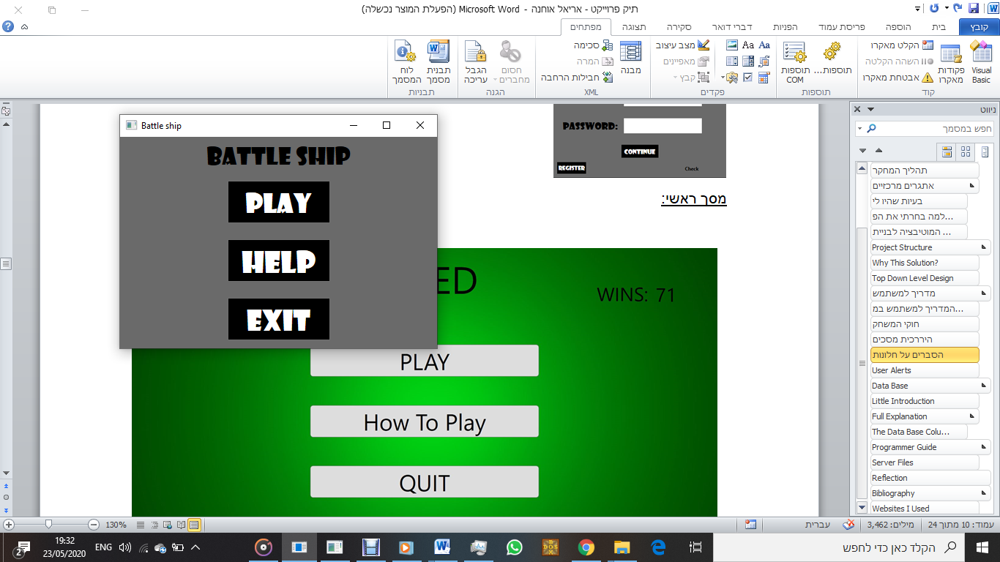 תיק פרוייקט - אריאל אוחנה - Microsoft Word (הפעלת המוצר נכשלה)
קובץ
בית
הוספה
פריסת עמוד
הפניות
דברי דואר
סקירה
תצוגה
מפתחים
Visual Basic
פקודות מאקרו
הקלט מאקרו
השהה הקלטה
אבטחת מאקרו
קוד
תוספות...
תוספות COM
תוספות
Aa
Aa
מצב עיצוב
מאפיינים
קבץ
פקדים
מבנה
סכימה
המרה
חבילות הרחבה
XML
חסום מחברים
הגבל עריכה
הגנה
תבנית מסמך
לוח המסמך
תבניות
ניווט
חיפוש במסמך
תהליך המחקר
אתגרים מרכזיים
בעיות שהיו לי
למה בחרתי את הפ...
המוטיבציה לבניית ...
Project Structure
Why This Solution?
Top Down Level Design
מדריך למשתמש
המדריך למשתמש במ...
חוקי המשחק
היררכית מסכים
הסברים על חלונות
User Alerts
Data Base
Little Introduction
Full Explanation
The Data Base Colu...
Programmer Guide
Server Files
Reflection
Bibliography
Websites I Used
PASSWORD:
CONTINUE
REGISTER
Check
מסך ראשי:
Battle ship
BATTLE SHIP
PLAY
HELP
EXIT
ED
WINS: 71
PLAY
How To Play
QUIT
עמוד: 10 מתוך 24
מילים: 3,462
עברית
130%
הקלד כאן כדי לחפש
DOS
ENG
19:32
23/05/2020
2